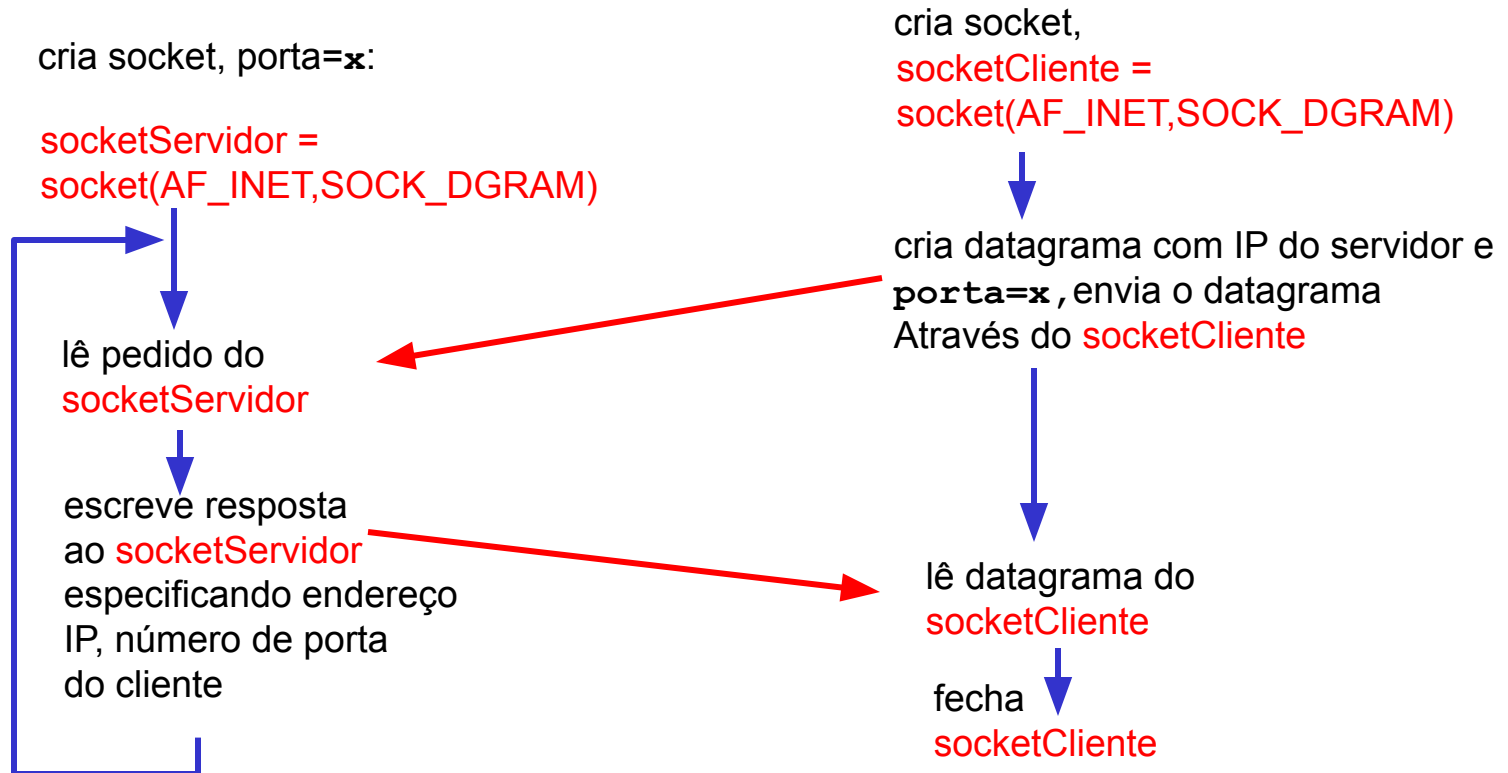 cria socket, porta=x:
socketServidor =
socket(AF_INET,SOCK_DGRAM)
lê pedido do
socketServidor
escreve resposta
ao socketServidor
especificando endereço
IP, número de porta
do cliente
cria socket,
socketCliente =
socket(AF_INET,SOCK_DGRAM)
cria datagrama com IP do servidor e
porta=x,envia o datagrama
Através do socketCliente
lê datagrama do
socketCliente
fecha
socketCliente